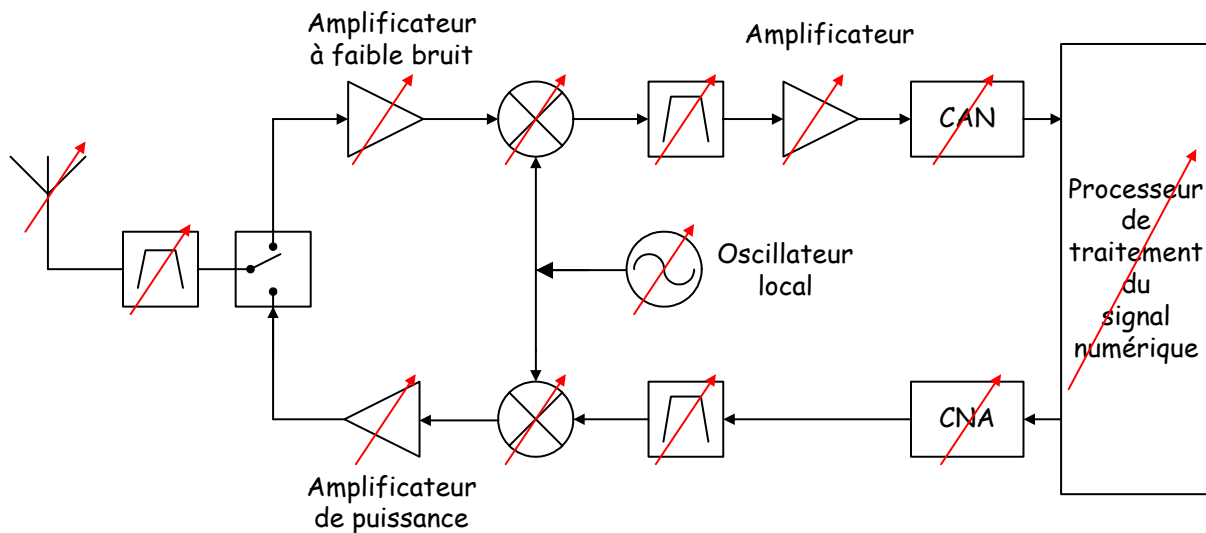 Amplificateur
à faible bruit
Amplificateur
CAN
Processeur
de
traitement
du
signal
numérique
Oscillateur
local
CNA
Amplificateur
de puissance